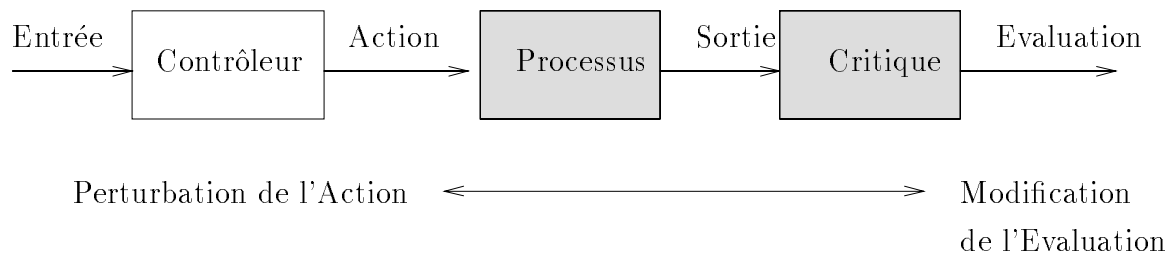 Entrée
Contrôleur
Action
Processus
Sortie
Critique
Evaluation
Perturbation de l'Action
Modification
de l'Evaluation